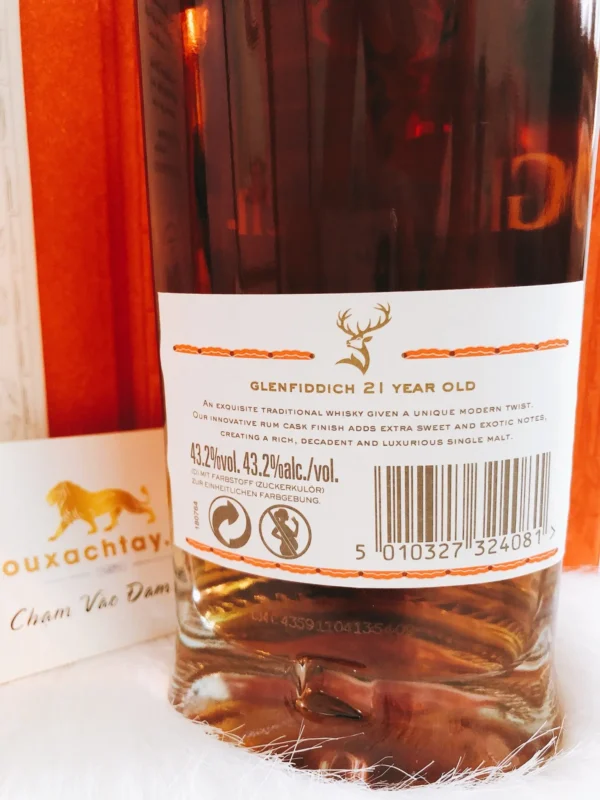 GLENFIDDICH 21 YEAR OLD
AN EXQUISITE TRADITIONAL WHISKY GIVEN A UNIQUE MODERN TWIST.
OUR INNOVATIVE RUM CASK FINISH ADDS EXTRA SWEET AND EXOTIC NOTES,
CREATING A RICH, DECADENT AND LUXURIOUS SINGLE MALT.
43.2%vol. 43.2%alc./vol.
(D) MIT FARBSTOFF (ZUCKERKULÖR)
ZUR EINHEITLICHEN FARBGEBUNG.
5 010327 324081 >
ouxachtay.
Cham Vao Dam